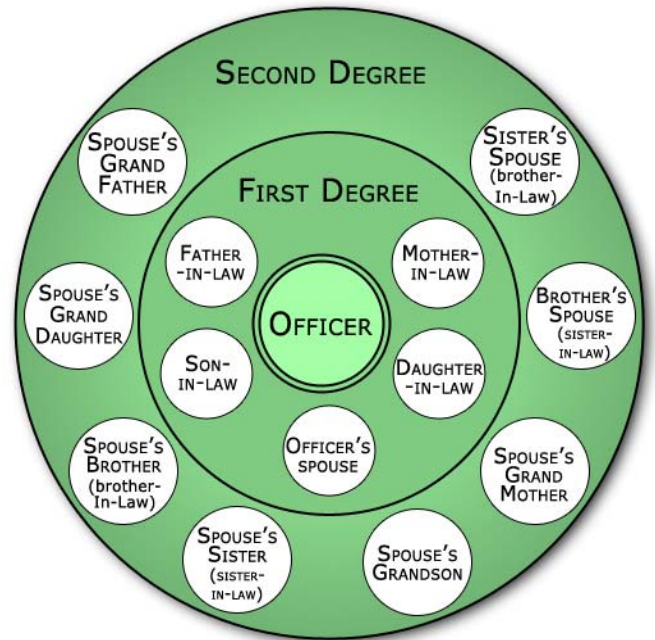 SECOND DEGREE
SPOUSE'S
GRAND
FATHER
SISTER'S
SPOUSE
(brother-
In-Law)
FIRST DEGREE
FATHER
-IN-LAW
MOTHER-
IN-LAW
SPOUSE'S
GRAND
DAUGHTER
OFFICER
BROTHER'S
SPOUSE
(SISTER-
IN-LAW)
SON-
IN-LAW
DAUGHTER
-IN-LAW
SPOUSE'S
BROTHER
(brother-
In-Law)
OFFICER'S
SPOUSE
SPOUSE'S
GRAND
MOTHER
SPOUSE'S
SISTER
(SISTER-
IN-LAW)
SPOUSE'S
GRANDSON